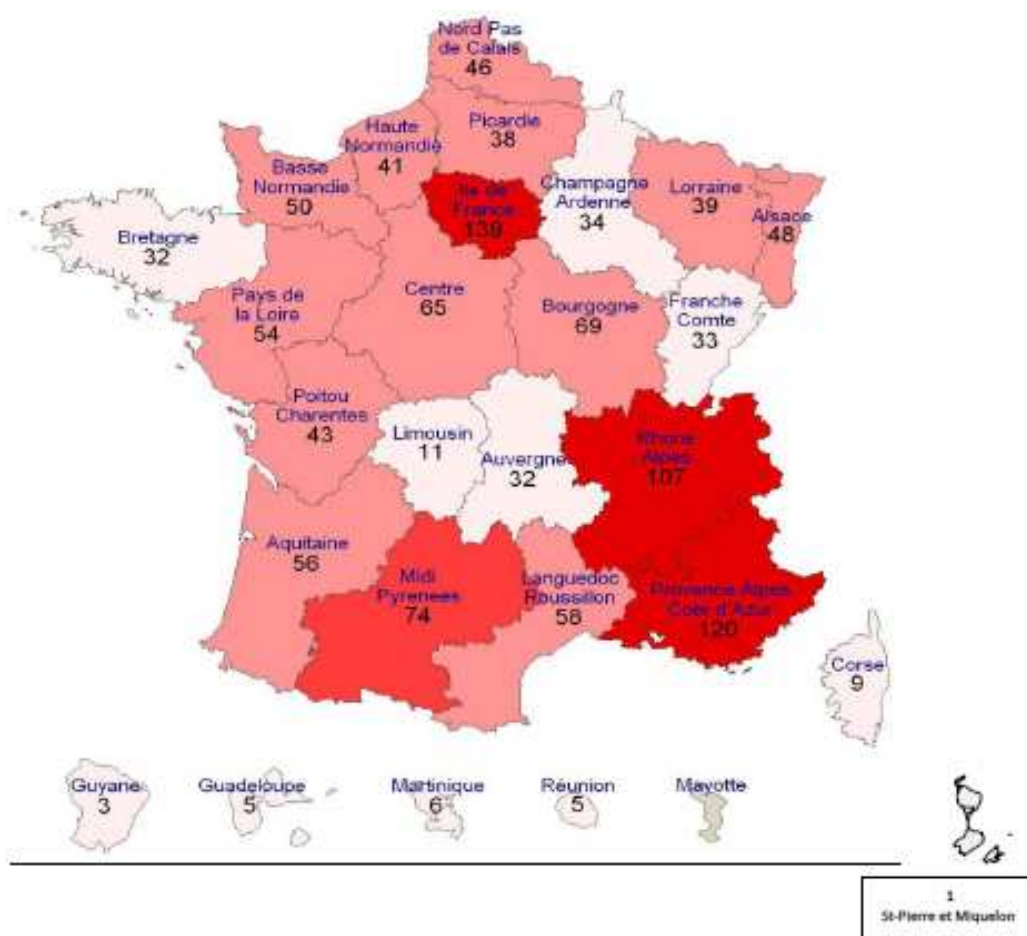 Nord Pas
de Calais
46
Picardie
38
Haute
Normandie
41
Basse
Normandie
50
Ile de
France
139
Champagne
Ardenne
34
Lorraine
39
Alsace
48
Bretagne
32
Pays de
la Loire
54
Centre
65
Bourgogne
69
Franche
Comte
33
Poitou
Charentes
43
Limousin
11
Auvergne
32
Rhone
Alpes
107
Aquitaine
56
Midi
Pyrenees
74
Languedoc
Roussillon
58
Provence Alpes
Cote d'Azur
120
Corse
9
Guyane
3
Guadeloupe
5
Martinique
6
Réunion
5
Mayotte
1
St-Pierre et Miquelon